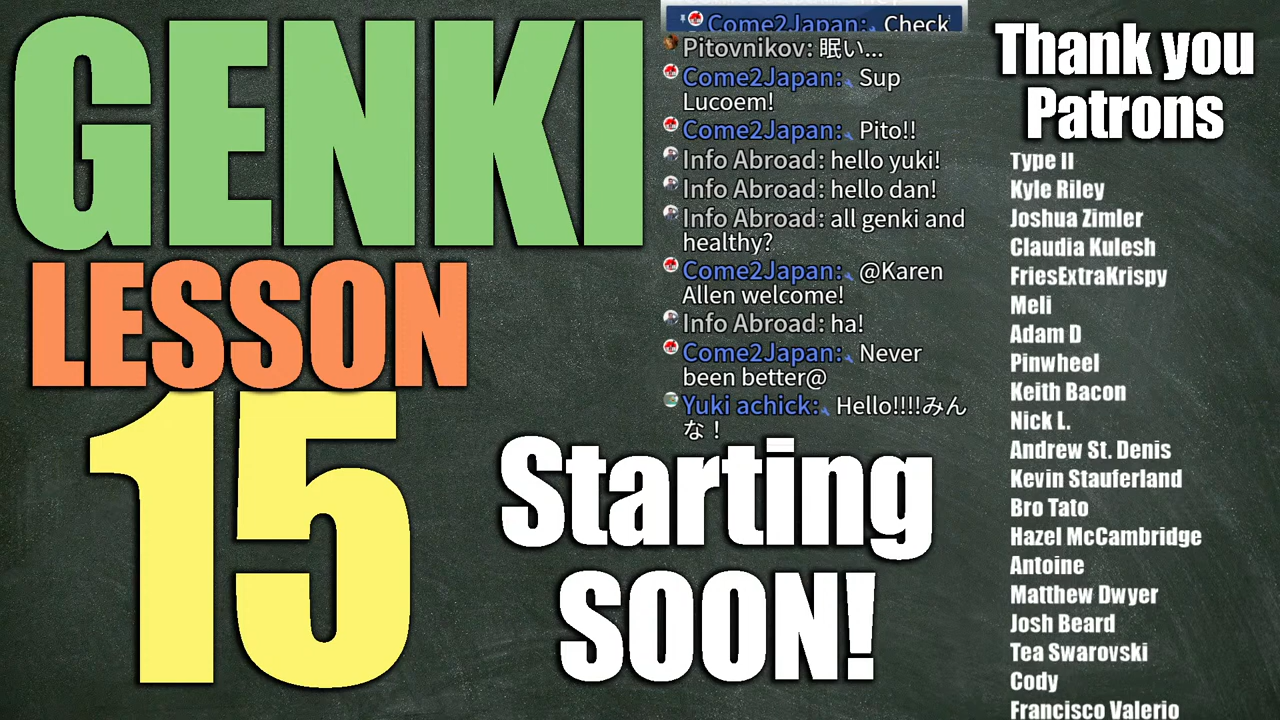 GENKI
LESSON
15
Starting
SOON!
Come2Japan: Check
Pitovnikov: 眠い...
Come2Japan: Sup
Lucoem!
Come2Japan: Pito!!
Info Abroad: hello yuki!
Info Abroad: hello dan!
Info Abroad: all genki and
healthy?
Come2Japan: @Karen
Allen welcome!
Info Abroad: ha!
Come2Japan: Never
been better@
Yuki achick: Hello!!!!みん
な！
Thank you
Patrons
Type II
Kyle Riley
Joshua Zimler
Claudia Kulesh
FriesExtraKrispy
Meli
Adam D
Pinwheel
Keith Bacon
Nick L.
Andrew St. Denis
Kevin Stauferland
Bro Tato
Hazel McCambridge
Antoine
Matthew Dwyer
Josh Beard
Tea Swarovski
Cody
Francisco Valerio